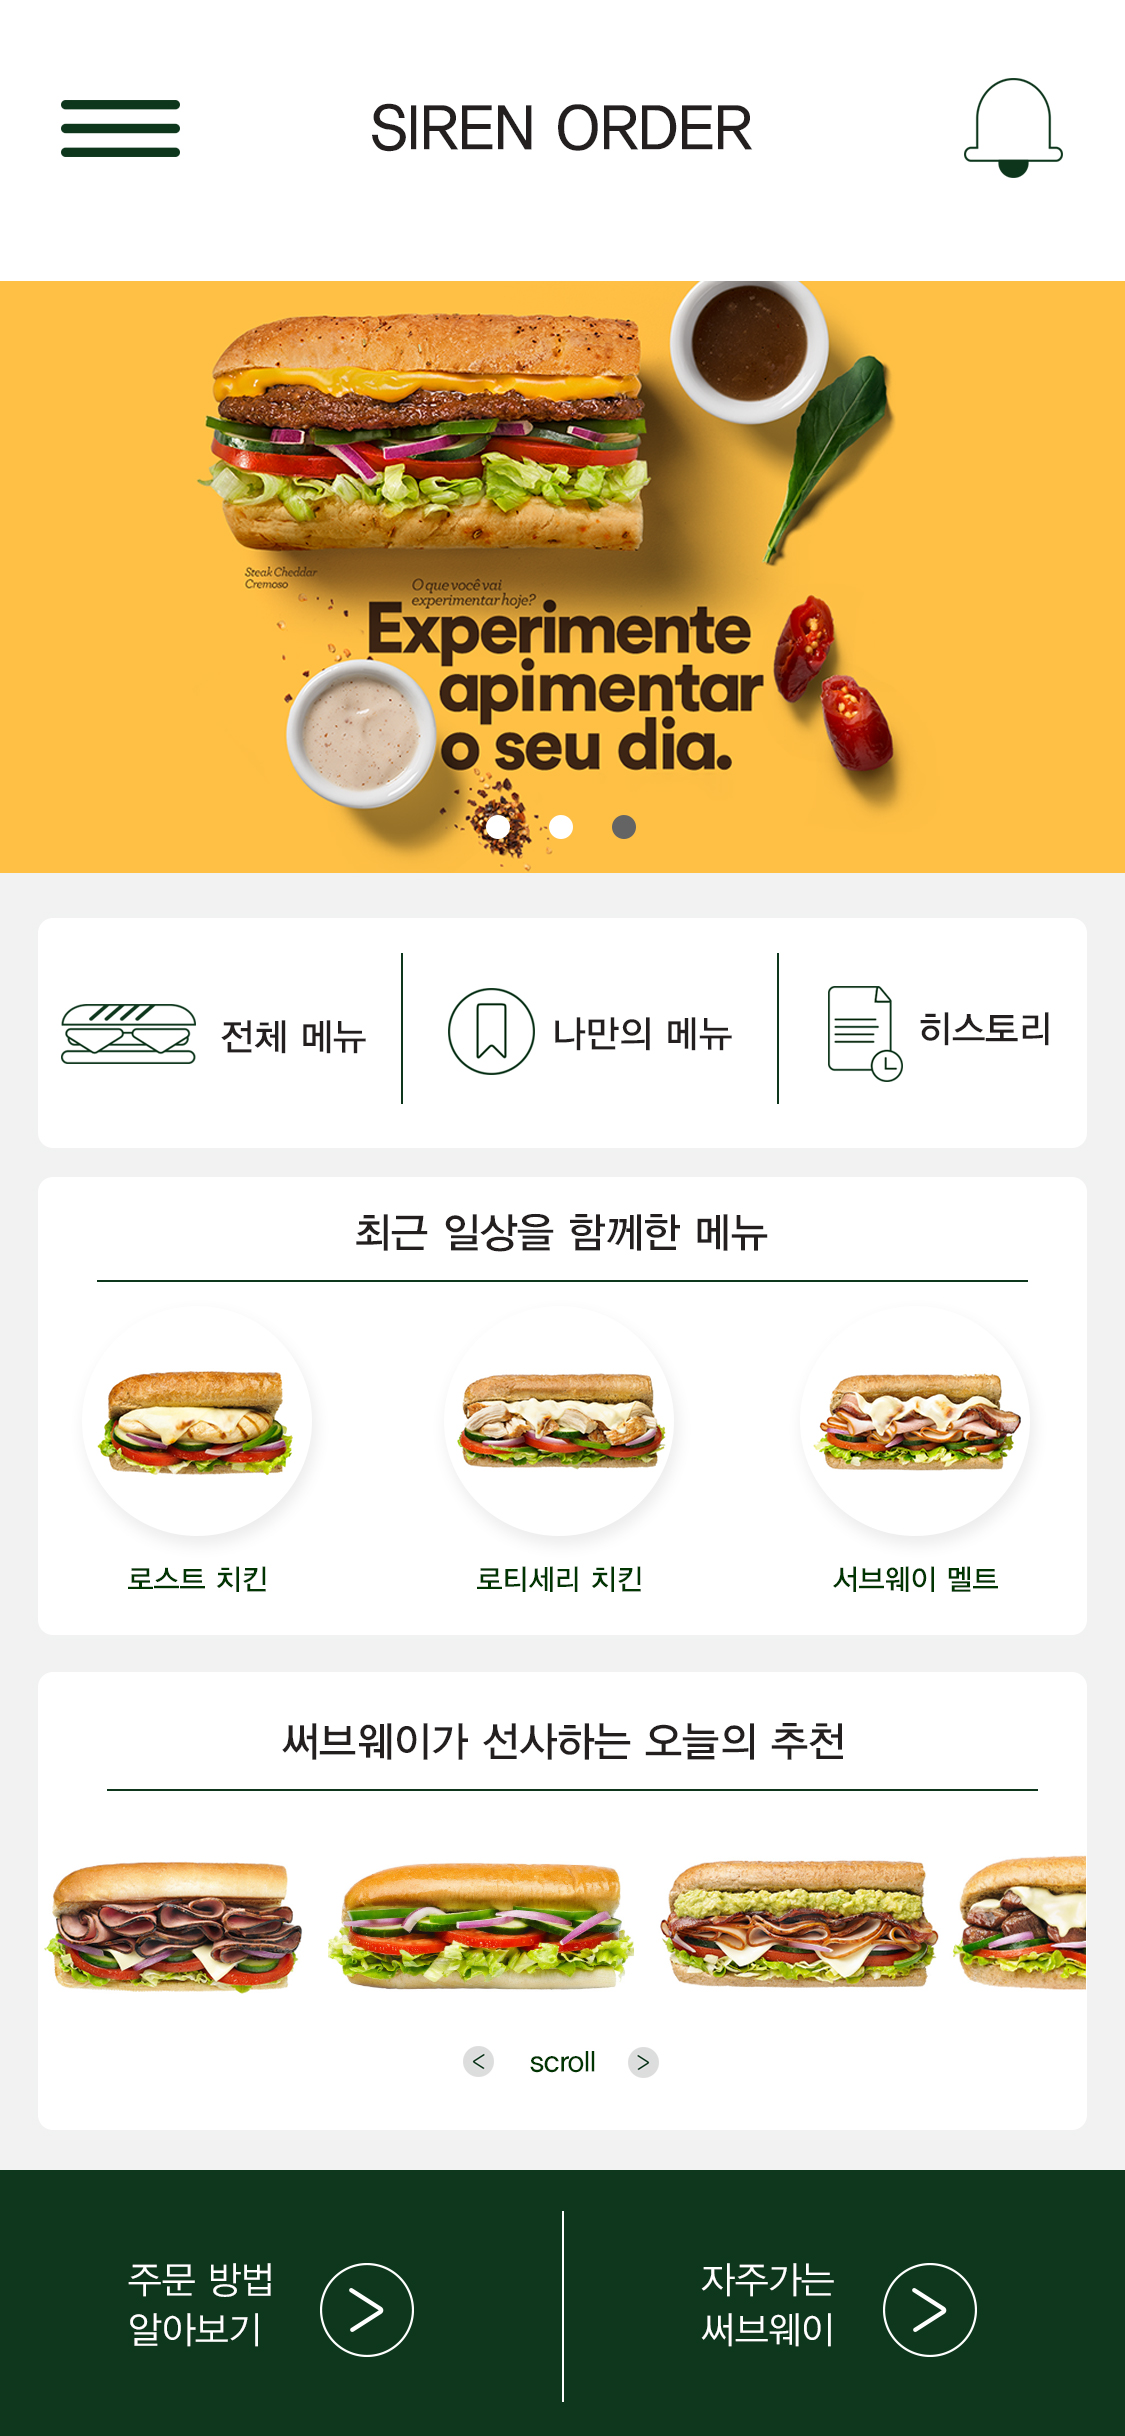 SIREN ORDER
Steak Cheddar
Cremoso
O que você vai
experimentar hoje?
Experimente
apimentar
o seu dia.
전체 메뉴
나만의 메뉴
히스토리
최근 일상을 함께한 메뉴
로스트 치킨
로티세리 치킨
서브웨이 멜트
써브웨이가 선사하는 오늘의 추천
< scroll >
주문 방법
알아보기
자주가는
써브웨이